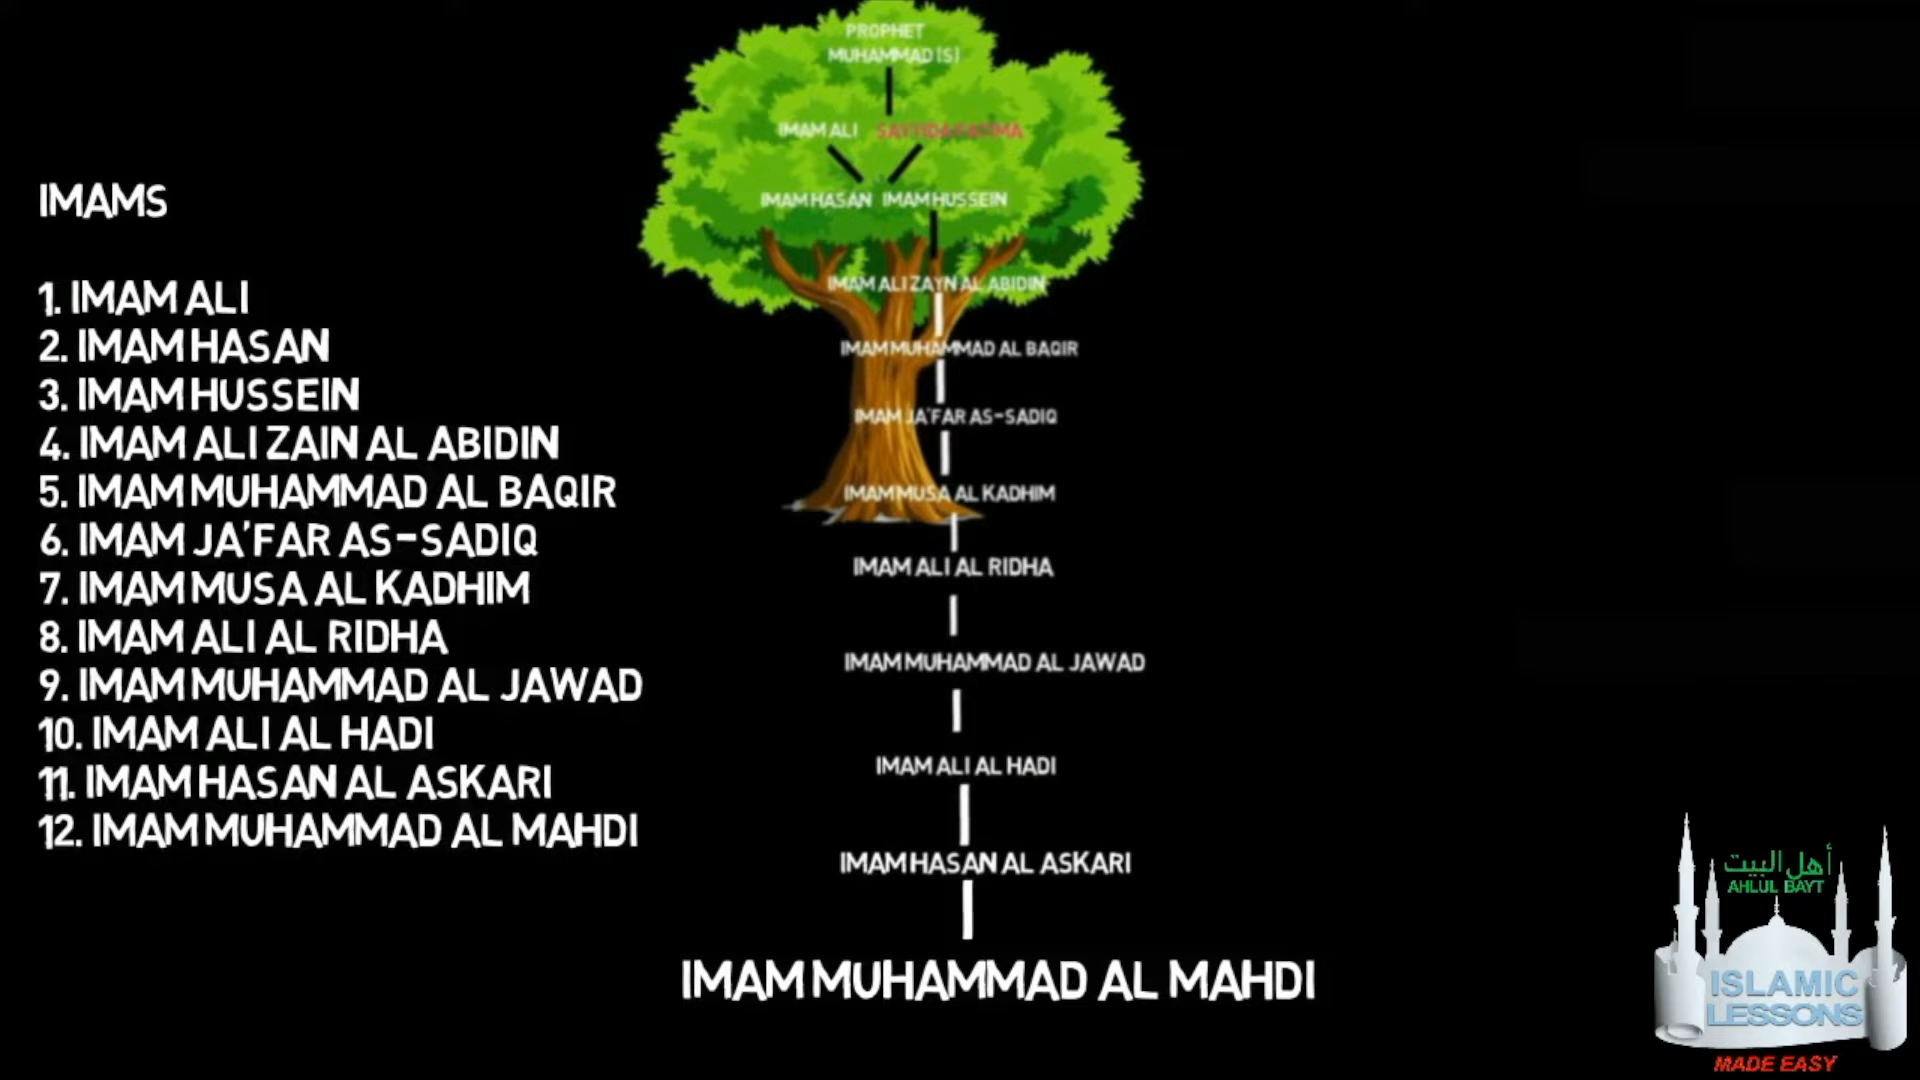 IMAMS
1. IMAM ALI
2. IMAM HASAN
3. IMAM HUSSEIN
4. IMAM ALI ZAIN AL ABIDIN
5. IMAM MUHAMMAD AL BAQIR
6. IMAM JA'FAR AS-SADIQ
7. IMAM MUSA AL KADHIM
8. IMAM ALI AL RIDHA
9. IMAM MUHAMMAD AL JAWAD
10. IMAM ALI AL HADI
11. IMAM HASAN AL ASKARI
12. IMAM MUHAMMAD AL MAHDI
PROPHET
MUHAMMAD (S)
IMAM ALI SAYYIDA FATIMA
IMAM HASAN IMAM HUSSEIN
IMAM ALI ZAYN AL ABIDIN
IMAM MUHAMMAD AL BAQIR
IMAM JA'FAR AS-SADIQ
IMAM MUSA AL KADHIM
IMAM ALI AL RIDHA
IMAM MUHAMMAD AL JAWAD
IMAM ALI AL HADI
IMAM HASAN AL ASKARI
IMAM MUHAMMAD AL MAHDI
أهل البيت
AHLUL BAYT
ISLAMIC
LESSONS
MADE EASY